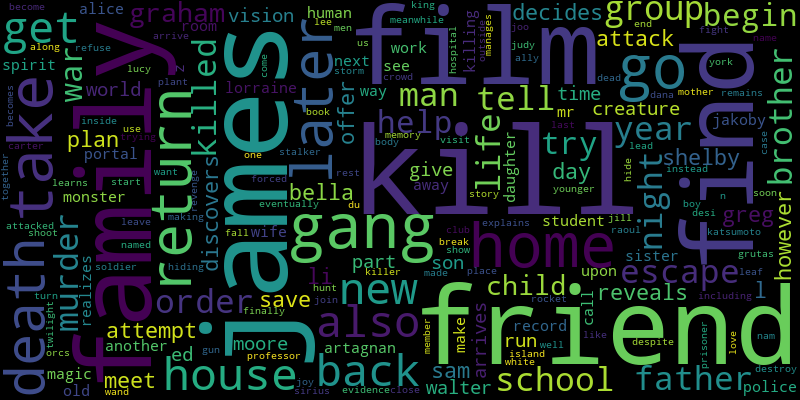 become
alice
graham
vision
human
film
king
meanwhile
group
begin
become
get
spirit
along
refuse
arrive
room
decides
attack
war
world
lucy
z
plant
killed
lorraine
next
storm
crowd
offer
way
work
see
hospital
killing
outside
manages
joo
judy
ally
time
mr
creature
go
dead
dana
york
mother
remains
fight
end
name
find
family
james
later
man
tell
help
life
kill
year
jakoby
case
brother
take
death
becomes
carter
together
plan
inside
use
trying
portal
return
come
book
memory
body
visit
last
try
day
lead
instead
boy
soon
shelby
monster
learns
start
want
revenge
discovers
one
stalker
forced
rest
give
away
story
daughter
younger
hide
night
n
desi
katsumoto
grutas
greg
however
murder
attacked
shoot
leave
making
named
soldier
hiding
realizes
eventually
bella
du
gang
club
break
show
explains
student
jill
raoul
sister
home
fall
wife
part
son
li
killer
made
place
child
upon
escape
including
leaf
order
save
hunt
join
new
also
friend
rocket
reveals
l
turn
twilight
orcs
attempt
another
gun
finally
moore
professor
artagnan
member
make
arrives
run
island
white
record
well
call
like
despite
prisoner
love
nam
destroy
magic
old
meet
wand
ed
house
joy
sirius
evidence
close
back
sam
walter
school
father
police
men
lee
us